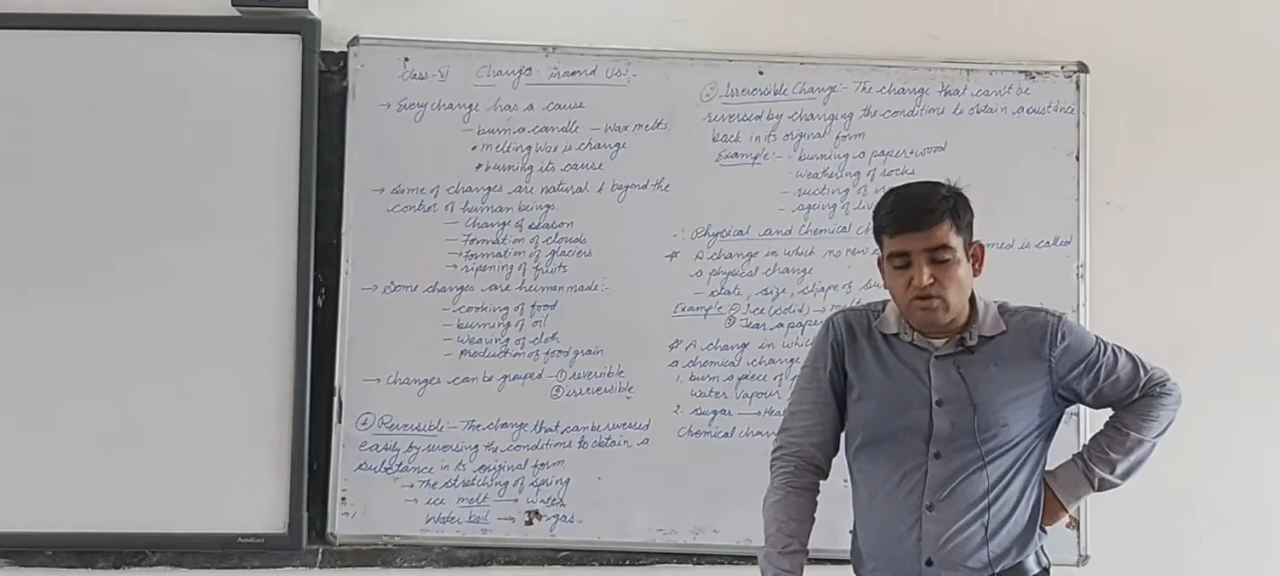 Class-VI Change around Us:-
→ Every change has a cause
- burn a candle - Wax melts.
* melting wax is change
* burning its cause
→ Some of changes are natural & beyond the
control of human beings.
- Change of season
- Formation of clouds
→ Formation of glaciers
→ ripening of fruits
→ Some changes are human made:-
- cooking of food
- burning of oil
- weaving of cloth
- production of food grain
→ Changes can be grouped - ① reversible
② irreversible
① Reversible:- The change that can be reversed
easily by reversing the conditions to obtain a
substance in its original form
→ The stretching of spring
→ ice melt → water
Water boil → gas-
② Irreversible Change:- The change that can't be
reversed by changing the conditions to obtain a sustance
back in its original form
Example:- burning a paper + wood
weathering of rocks
- rusting of
- ageing of
Physical and Chemical
A change in which no new formed is called
a physical change
- state, size, shape of
Example ① Ice (solid) →
② Tear a paper
A change in which
a chemical change
1. burn a piece of
water vapour
2. Sugar →
Chemical
ActivBoard